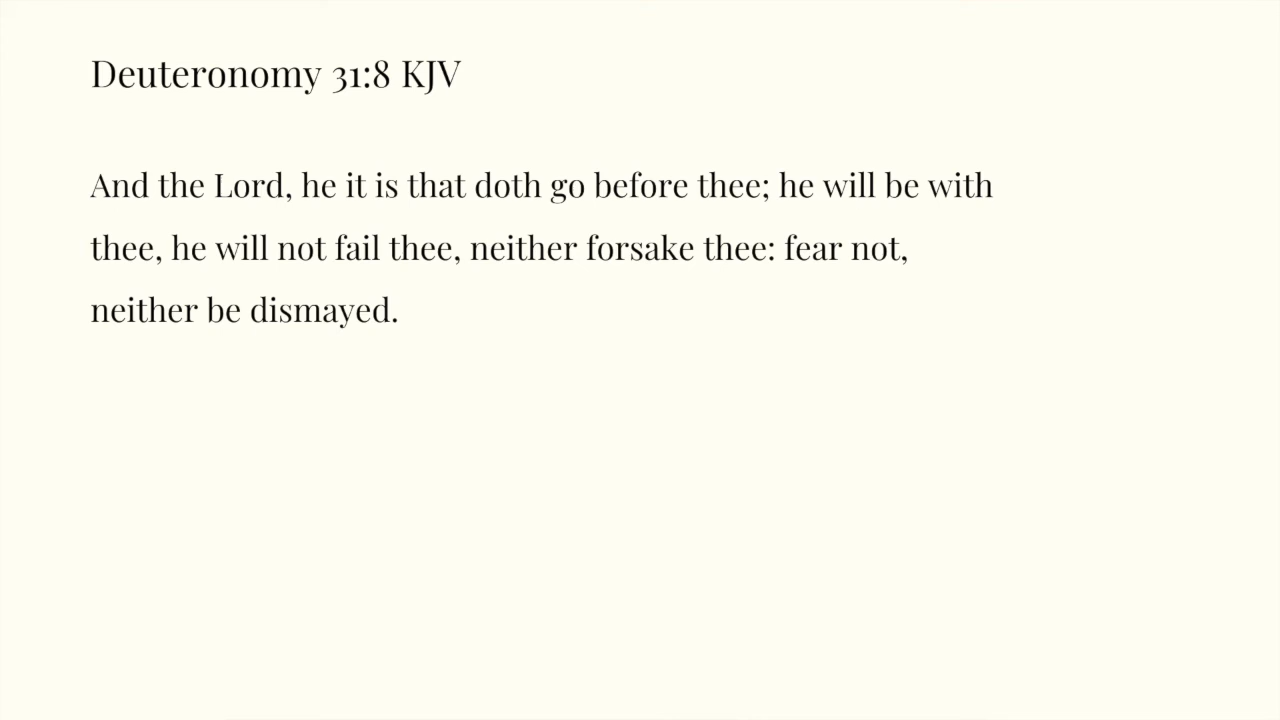 Deuteronomy 31:8 KJV
And the Lord, he it is that doth go before thee; he will be with
thee, he will not fail thee, neither forsake thee: fear not,
neither be dismayed.